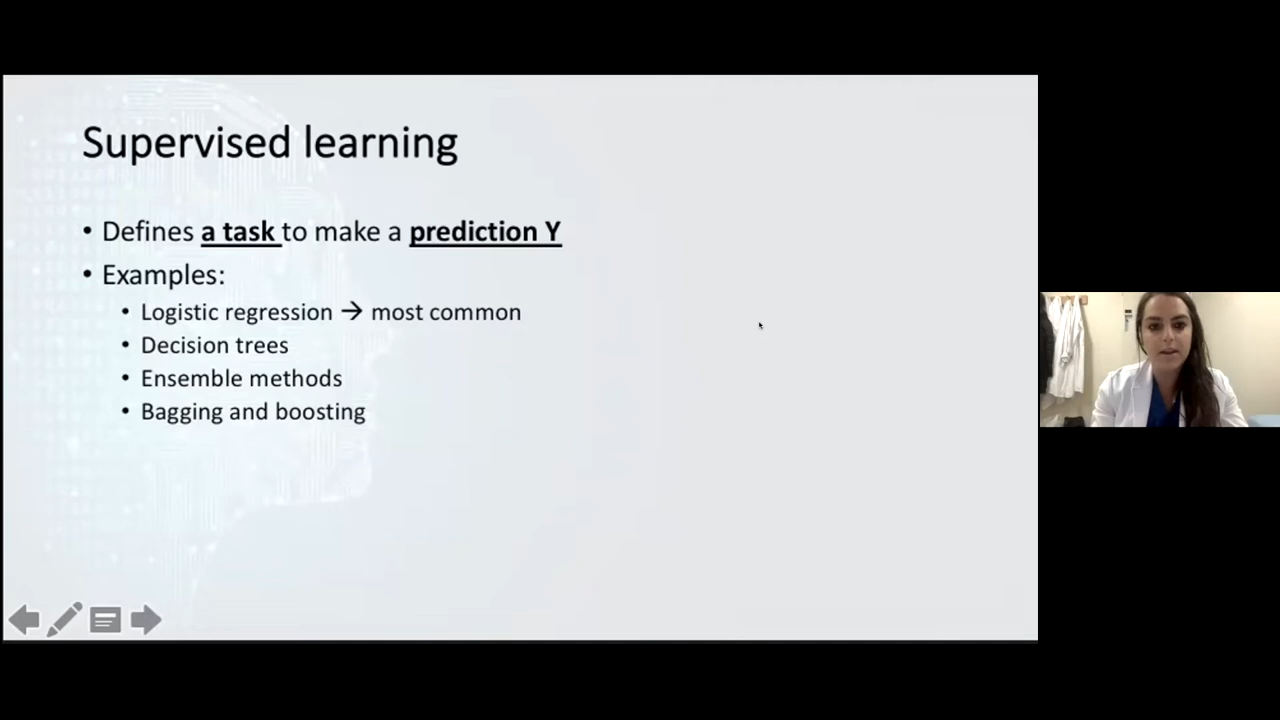 Supervised learning
• Defines a task to make a prediction Y
• Examples:
• Logistic regression → most common
• Decision trees
• Ensemble methods
• Bagging and boosting